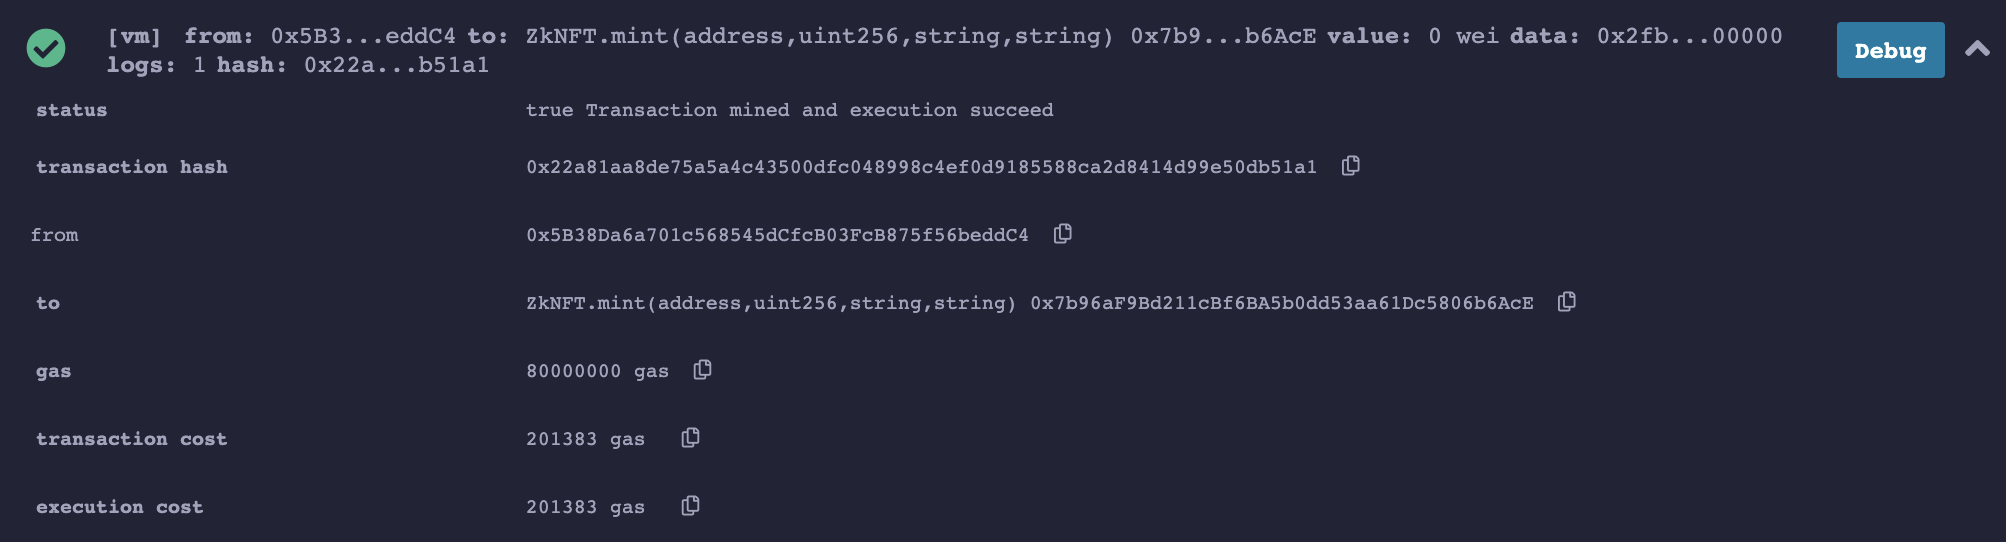 [vm] from: 0x5B3...eddC4 to: ZkNFT.mint(address,uint256,string,string) 0x7b9...b6AcE value: 0 wei data: 0x2fb...00000
logs: 1 hash: 0x22a...b51a1
Debug
status true Transaction mined and execution succeed
transaction hash 0x22a81aa8de75a5a4c43500dfc048998c4ef0d9185588ca2d8414d99e50db51a1
from 0x5B38Da6a701c568545dCfcB03FcB875f56beddC4
to ZkNFT.mint(address,uint256,string,string) 0x7b96aF9Bd211cBf6BA5b0dd53aa61Dc5806b6AcE
gas 80000000 gas
transaction cost 201383 gas
execution cost 201383 gas